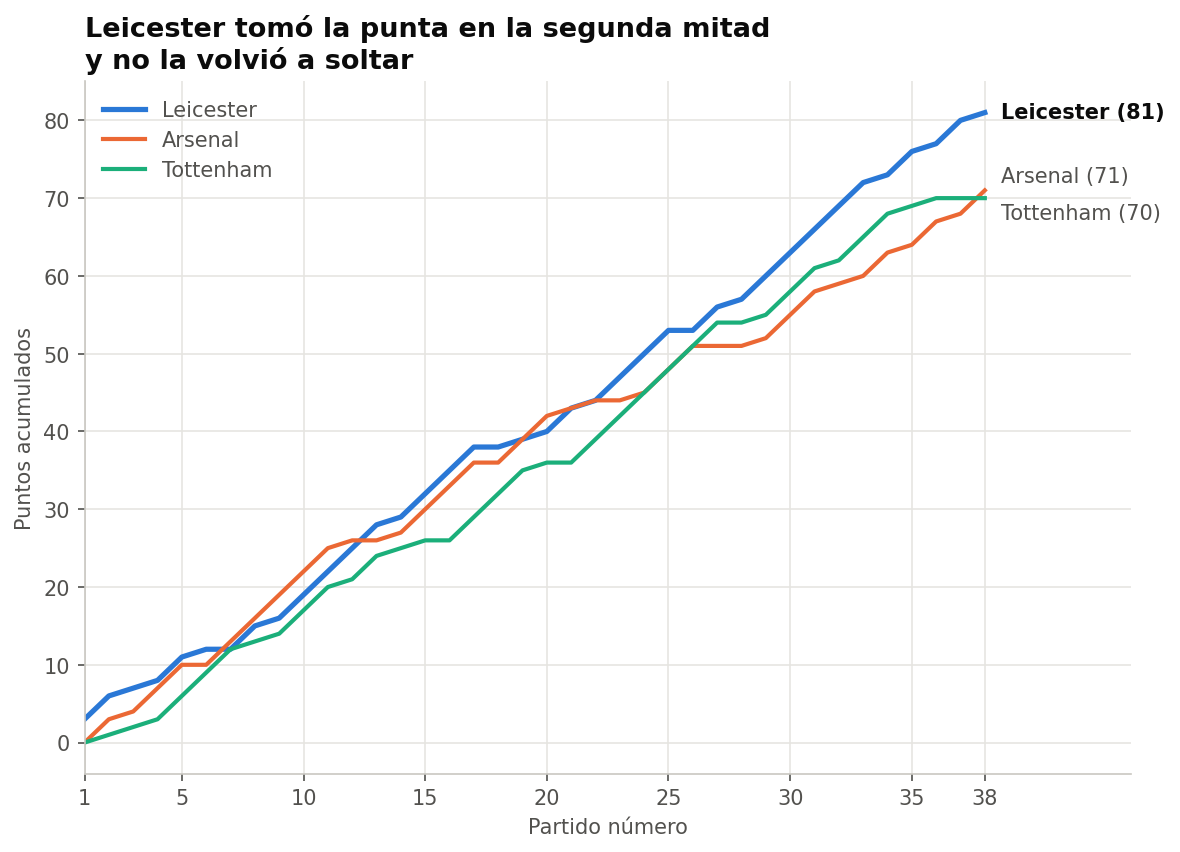 Leicester tomó la punta en la segunda mitad
y no la volvió a soltar
Leicester
Arsenal
Tottenham
Leicester (81)
Arsenal (71)
Tottenham (70)
Puntos acumulados
80
70
60
50
40
30
20
10
0
1 5 10 15 20 25 30 35 38
Partido número